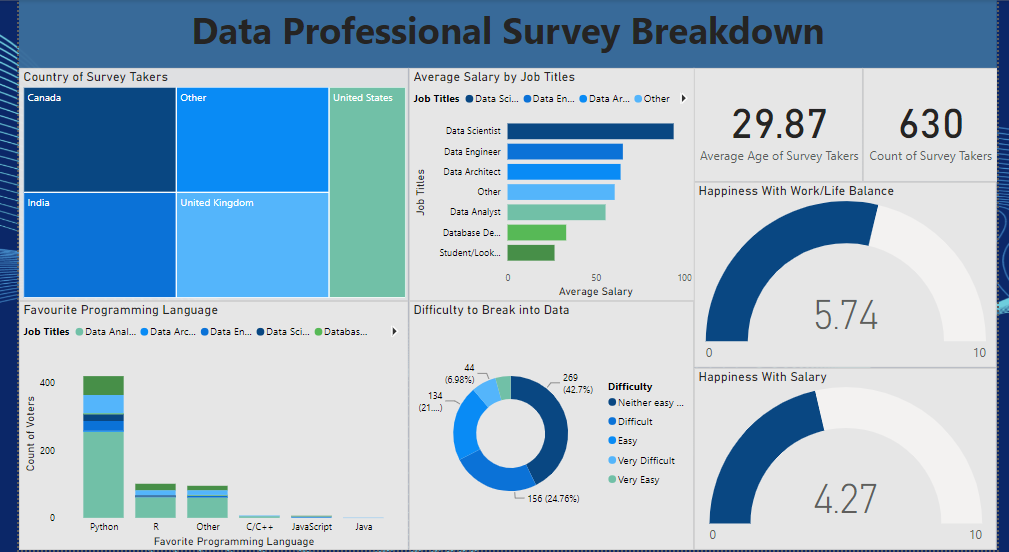 Data Professional Survey Breakdown
Country of Survey Takers
Canada
Other
United States
India
United Kingdom
Average Salary by Job Titles
Job Titles Data Sci... Data En... Data Ar... Other
Job Titles
Data Scientist
Data Engineer
Data Architect
Other
Data Analyst
Database De...
Student/Look...
0 50 100
Average Salary
29.87
Average Age of Survey Takers
630
Count of Survey Takers
Happiness With Work/Life Balance
5.74
0 10
Favourite Programming Language
Job Titles Data Anal... Data Arc... Data En... Data Sci... Databas...
Count of Voters
400
200
0
Python R Other C/C++ JavaScript Java
Favorite Programming Language
Difficulty to Break into Data
44
(6.98%)
269
(42.7%)
134
(21....)
156 (24.76%)
Difficulty
Neither easy ...
Difficult
Easy
Very Difficult
Very Easy
Happiness With Salary
4.27
0 10